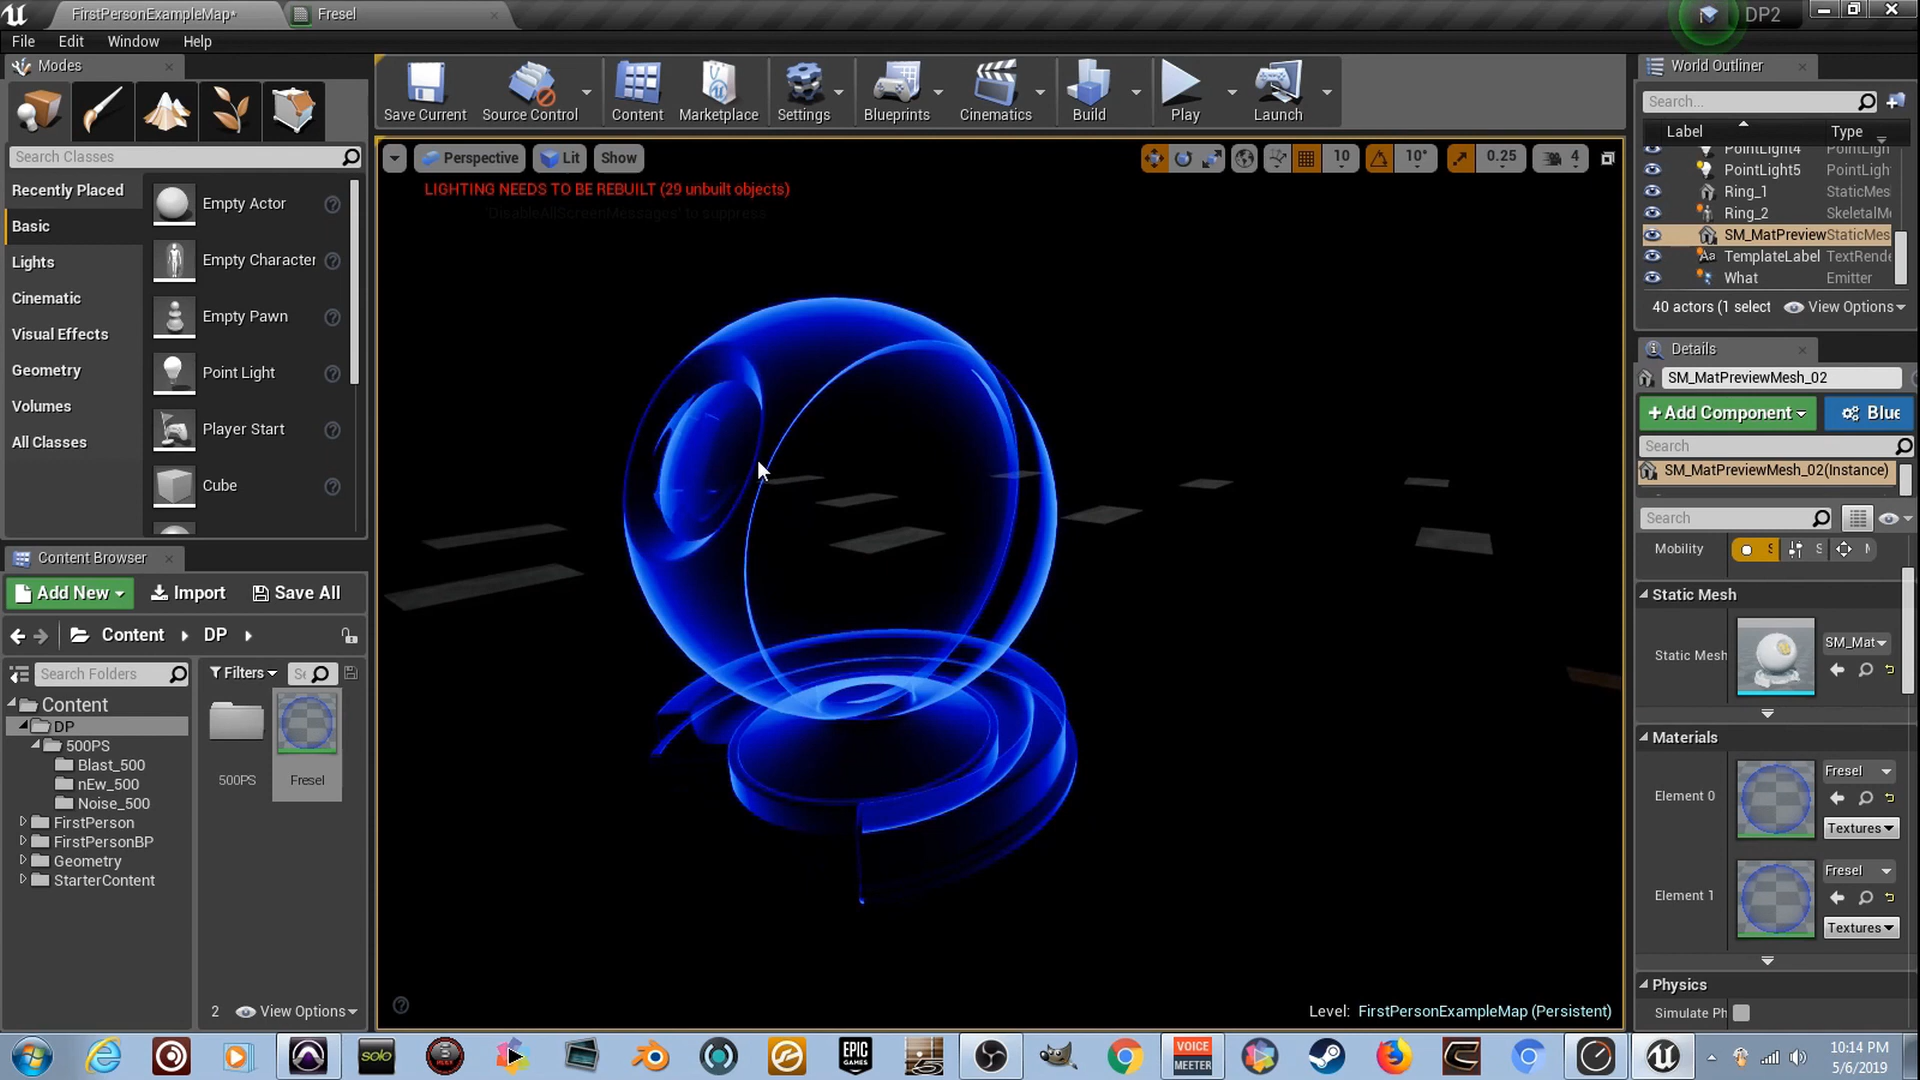 FirstPersonExampleMap*
Fresel
DP2
File Edit Window Help
Modes
Search Classes
Recently Placed
Basic
Lights
Cinematic
Visual Effects
Geometry
Volumes
All Classes
Empty Actor
Empty Character
Empty Pawn
Point Light
Player Start
Cube
Save Current
Source Control
Content
Marketplace
Settings
Blueprints
Cinematics
Build
Play
Launch
Perspective
Lit
Show
10
10°
0.25
4
LIGHTING NEEDS TO BE REBUILT (29 unbuilt objects)
'DisableAllScreenMessages' to suppress
Level: FirstPersonExampleMap (Persistent)
World Outliner
Search...
Label Type
PointLight4 PointLigh
PointLight5 PointLigh
Ring_1 StaticMes
Ring_2 SkeletalMe
SM_MatPreview StaticMes
TemplateLabel TextRende
What Emitter
40 actors (1 select View Options
Details
SM_MatPreviewMesh_02
+Add Component Blue
Search
SM_MatPreviewMesh_02(Instance)
Search
Mobility S S M
Static Mesh
Static Mesh SM_Mat
Materials
Element 0 Fresel
Textures
Element 1 Fresel
Textures
Physics
Simulate Ph
Content Browser
Add New Import Save All
Content DP
Search Folders
Filters Se
Content
DP
500PS
Blast_500
nEw_500
Noise_500
FirstPerson
FirstPersonBP
Geometry
StarterContent
500PS
Fresel
2 View Options
solo
EPIC GAMES
VOICE MEETER
10:14 PM
5/6/2019